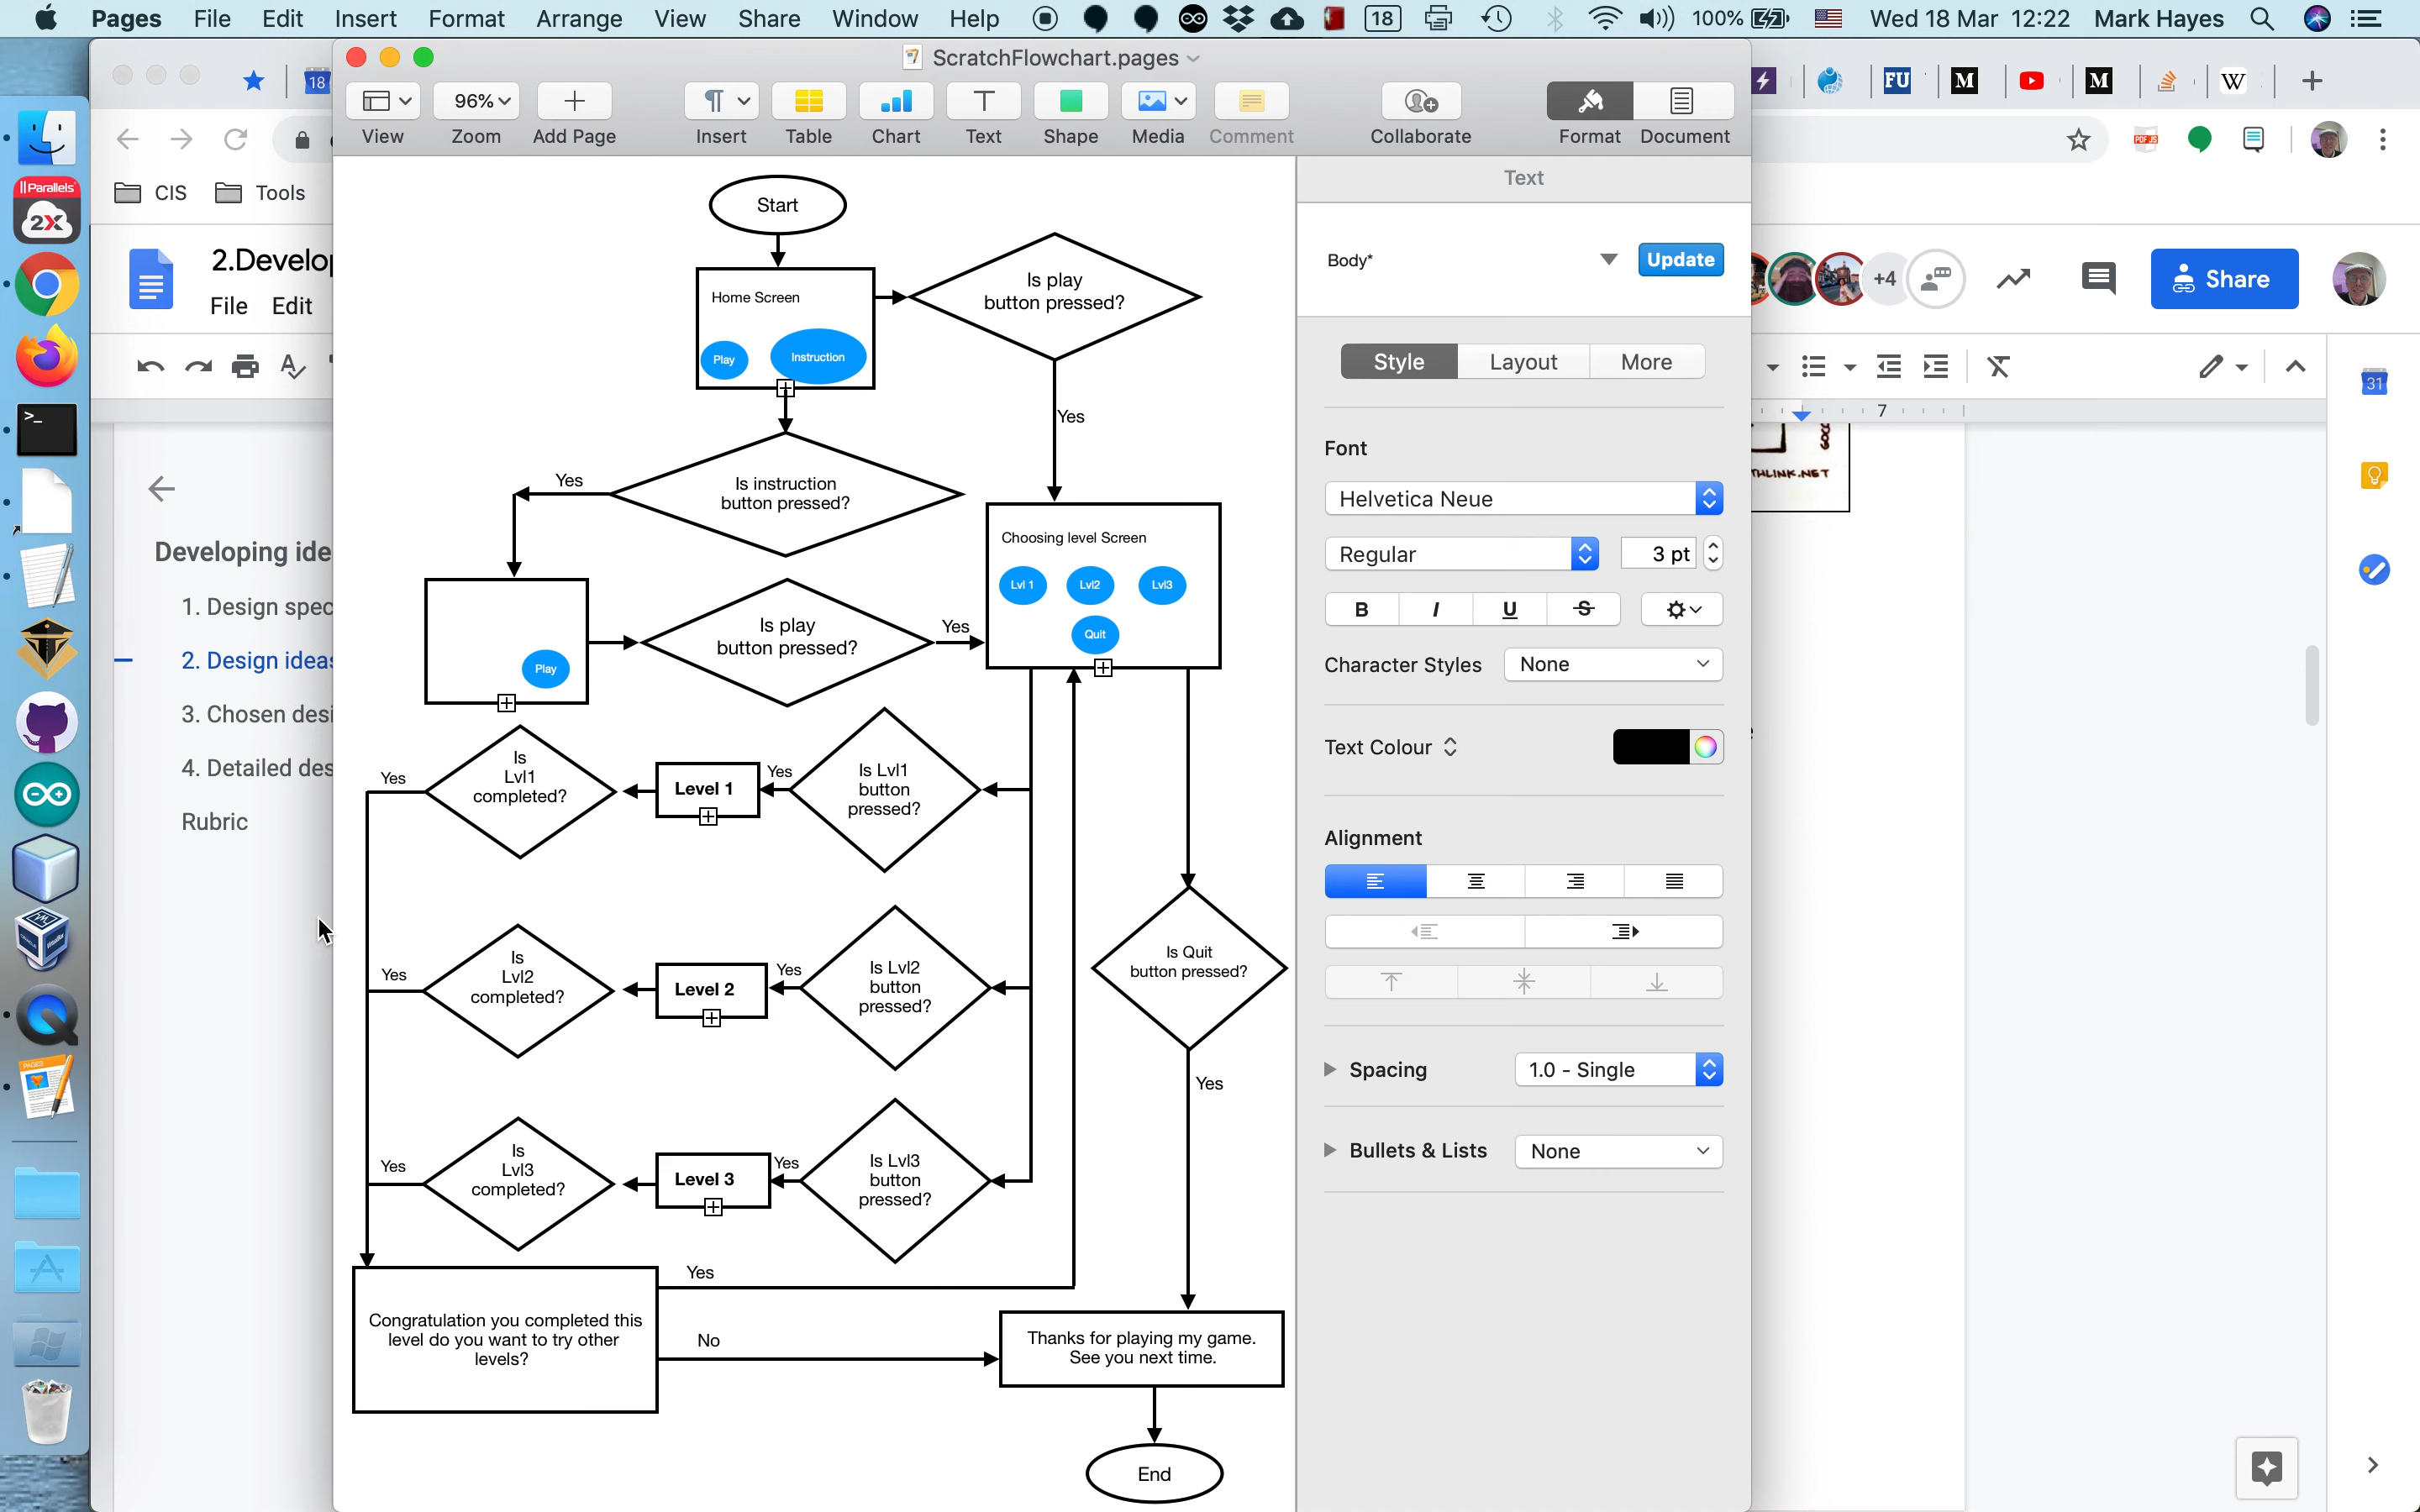 Pages File Edit Insert Format Arrange View Share Window Help 18 100% Wed 18 Mar 12:22 Mark Hayes
ScratchFlowchart.pages
18
96%
FU M M W
View Zoom Add Page Insert Table Chart Text Shape Media Comment Collaborate Format Document
Parallels
2X
CIS Tools
Text
2.Develop
File Edit
Body*
Update
+4
Share
Style Layout More
7
31
THLINK.NET
Developing ide
1. Design spec
2. Design ideas
3. Chosen desi
4. Detailed des
Rubric
Start
Home Screen
Play
Instruction
Is play
button pressed?
Yes
Is instruction
button pressed?
Yes
Choosing level Screen
Lvl 1
Lvl2
Lvl3
Quit
Play
Is play
button pressed?
Yes
Is
Lvl1
completed?
Yes
Level 1
Yes
Is Lvl1
button
pressed?
Is
Lvl2
completed?
Yes
Level 2
Yes
Is Lvl2
button
pressed?
Is Quit
button pressed?
Yes
Is
Lvl3
completed?
Yes
Level 3
Yes
Is Lvl3
button
pressed?
Yes
Congratulation you completed this
level do you want to try other
levels?
No
Thanks for playing my game.
See you next time.
End
Font
Helvetica Neue
Regular
3 pt
B I U S
Character Styles
None
Text Colour
Alignment
Spacing
1.0 - Single
Bullets & Lists
None